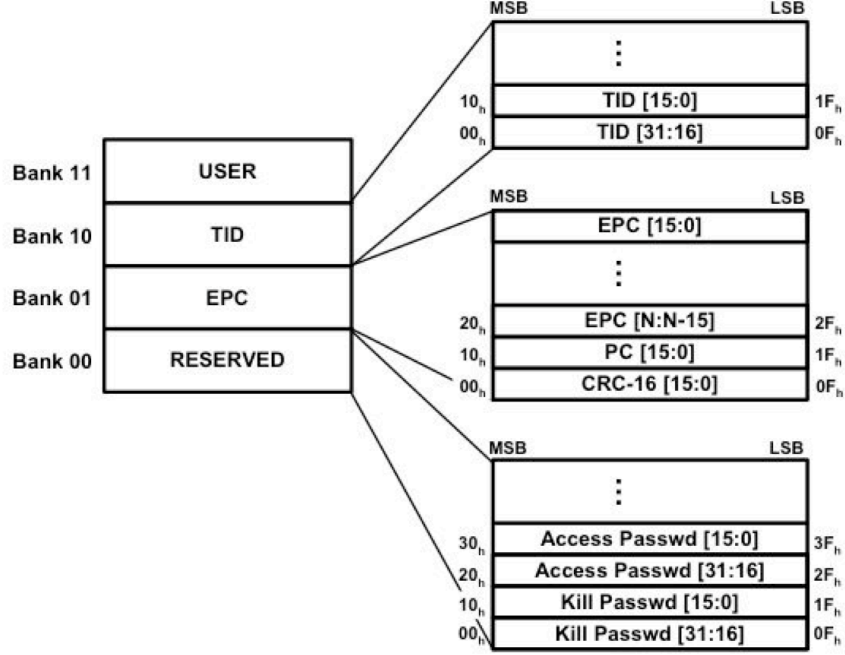 Bank 11 USER
Bank 10 TID
Bank 01 EPC
Bank 00 RESERVED
MSB LSB
⋮
10h TID [15:0] 1Fh
00h TID [31:16] 0Fh
MSB LSB
EPC [15:0]
⋮
20h EPC [N:N-15] 2Fh
10h PC [15:0] 1Fh
00h CRC-16 [15:0] 0Fh
MSB LSB
⋮
30h Access Passwd [15:0] 3Fh
20h Access Passwd [31:16] 2Fh
10h Kill Passwd [15:0] 1Fh
00h Kill Passwd [31:16] 0Fh